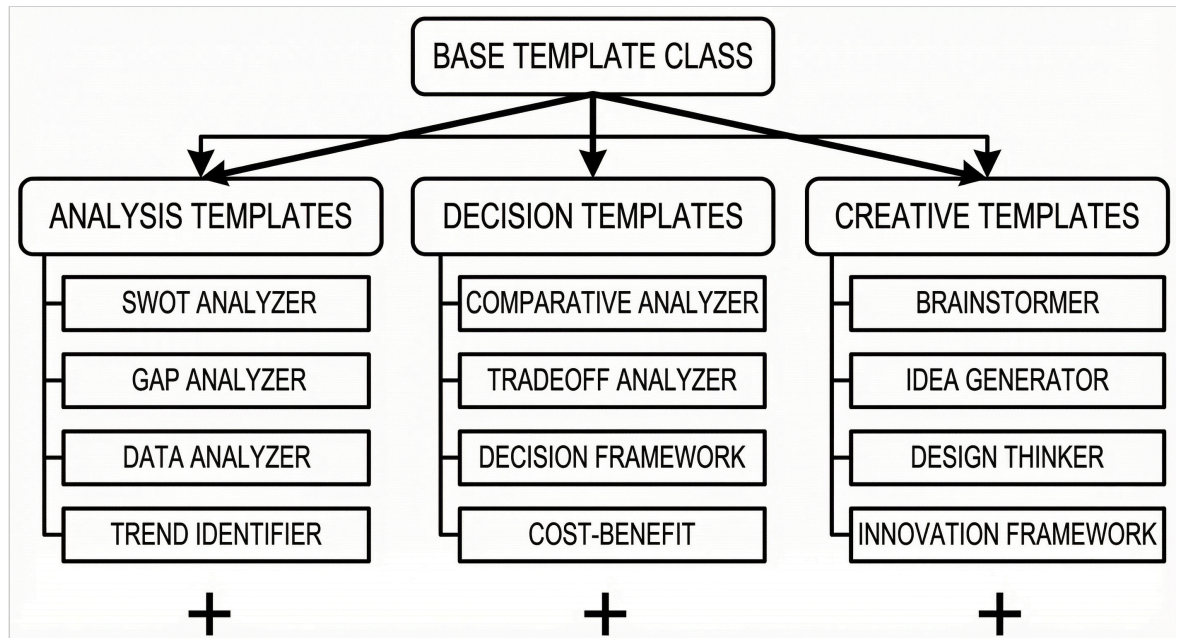 BASE TEMPLATE CLASS
ANALYSIS TEMPLATES
SWOT ANALYZER
GAP ANALYZER
DATA ANALYZER
TREND IDENTIFIER
+
DECISION TEMPLATES
COMPARATIVE ANALYZER
TRADEOFF ANALYZER
DECISION FRAMEWORK
COST-BENEFIT
+
CREATIVE TEMPLATES
BRAINSTORMER
IDEA GENERATOR
DESIGN THINKER
INNOVATION FRAMEWORK
+